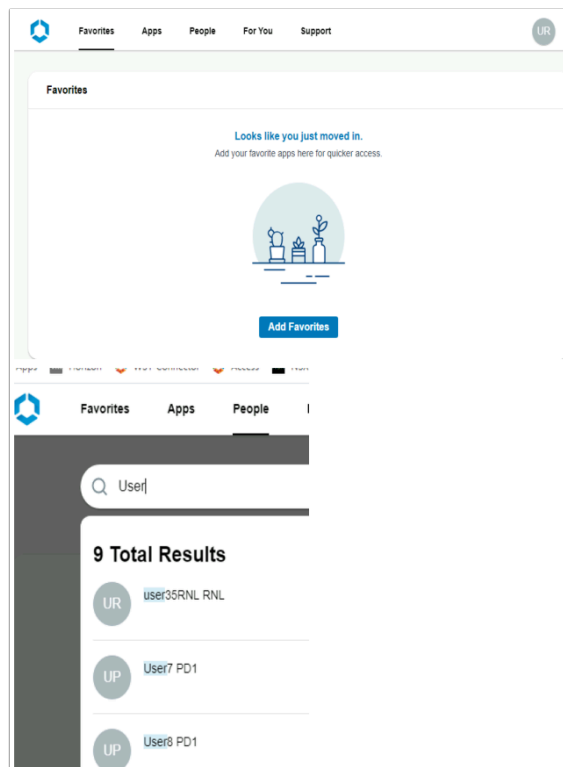 Favorites Apps People For You Support UR
Favorites
Looks like you just moved in.
Add your favorite apps here for quicker access.
Add Favorites
Favorites Apps People
User
9 Total Results
UR user35RNL RNL
UP User7 PD1
UP User8 PD1